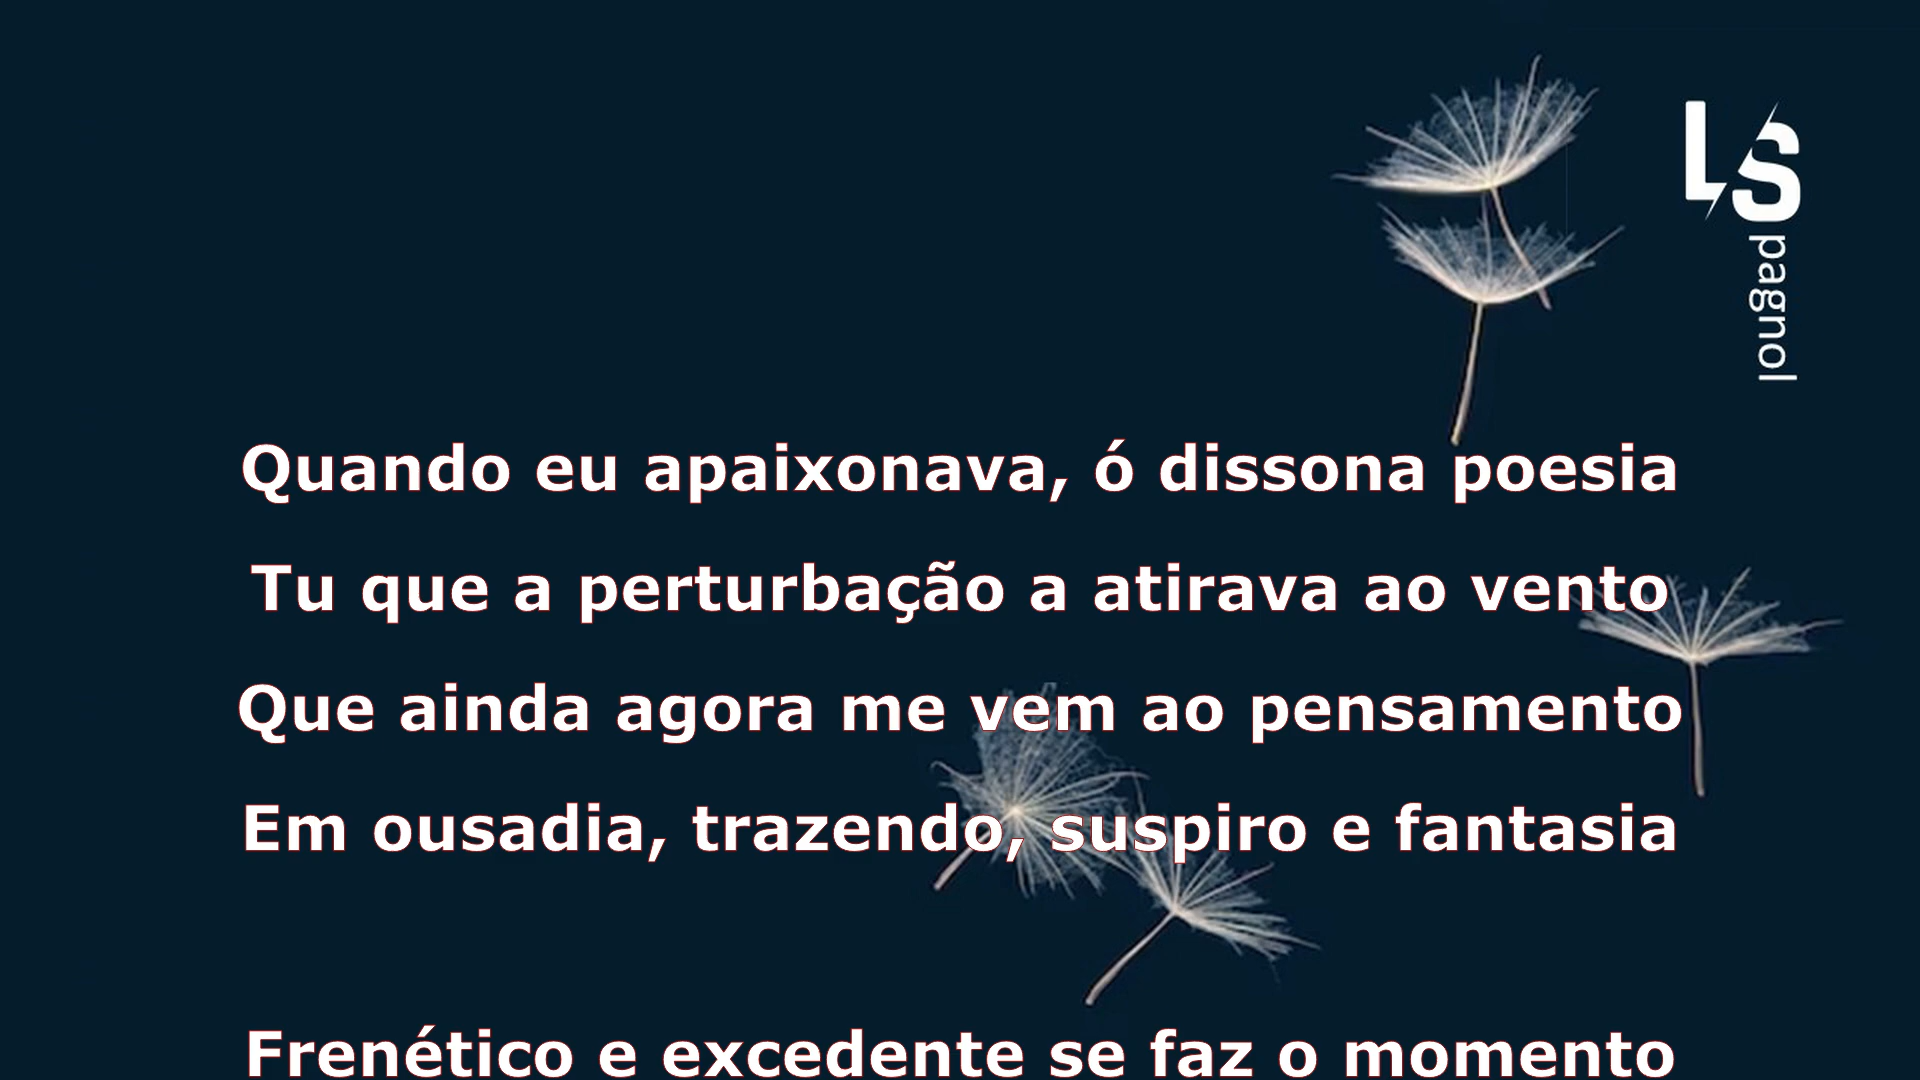 LS
pagnol
Quando eu apaixonava, ó dissona poesia
Tu que a perturbação a atirava ao vento
Que ainda agora me vem ao pensamento
Em ousadia, trazendo, suspiro e fantasia
Frenético e excedente se faz o momento